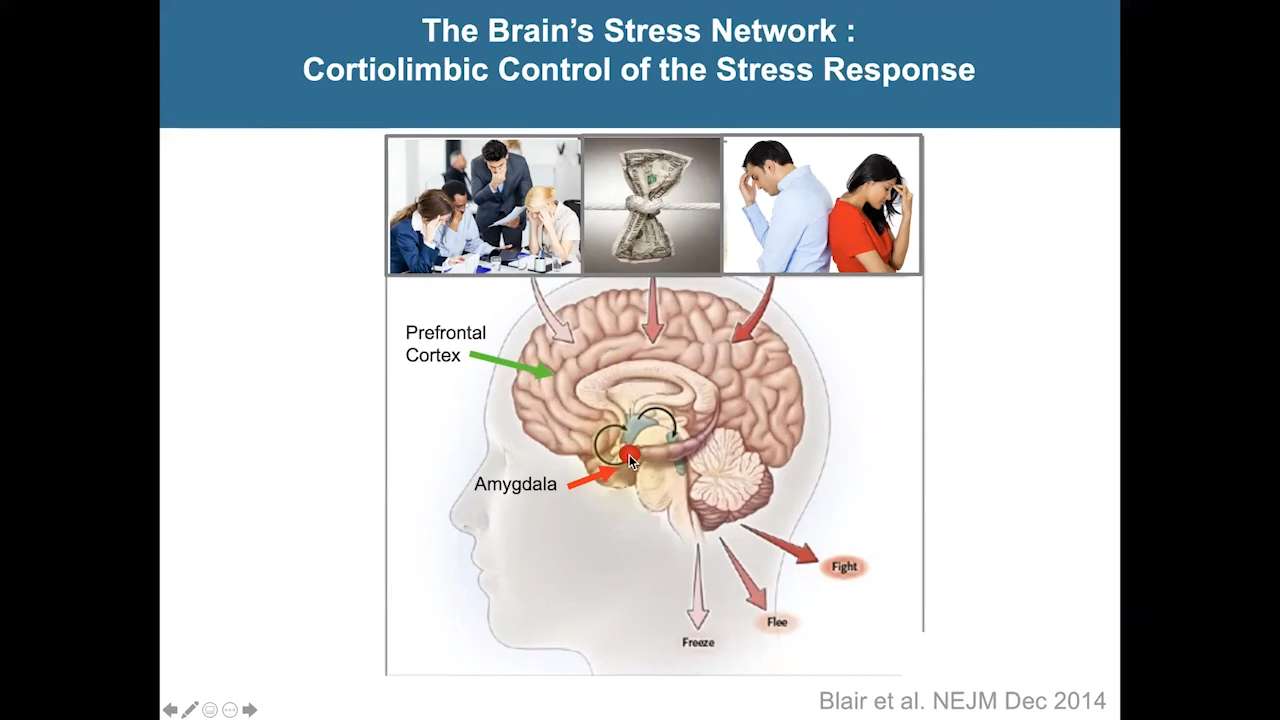 The Brain's Stress Network :
Cortiolimbic Control of the Stress Response
Prefrontal
Cortex
Amygdala
Fight
Flee
Freeze
Blair et al. NEJM Dec 2014